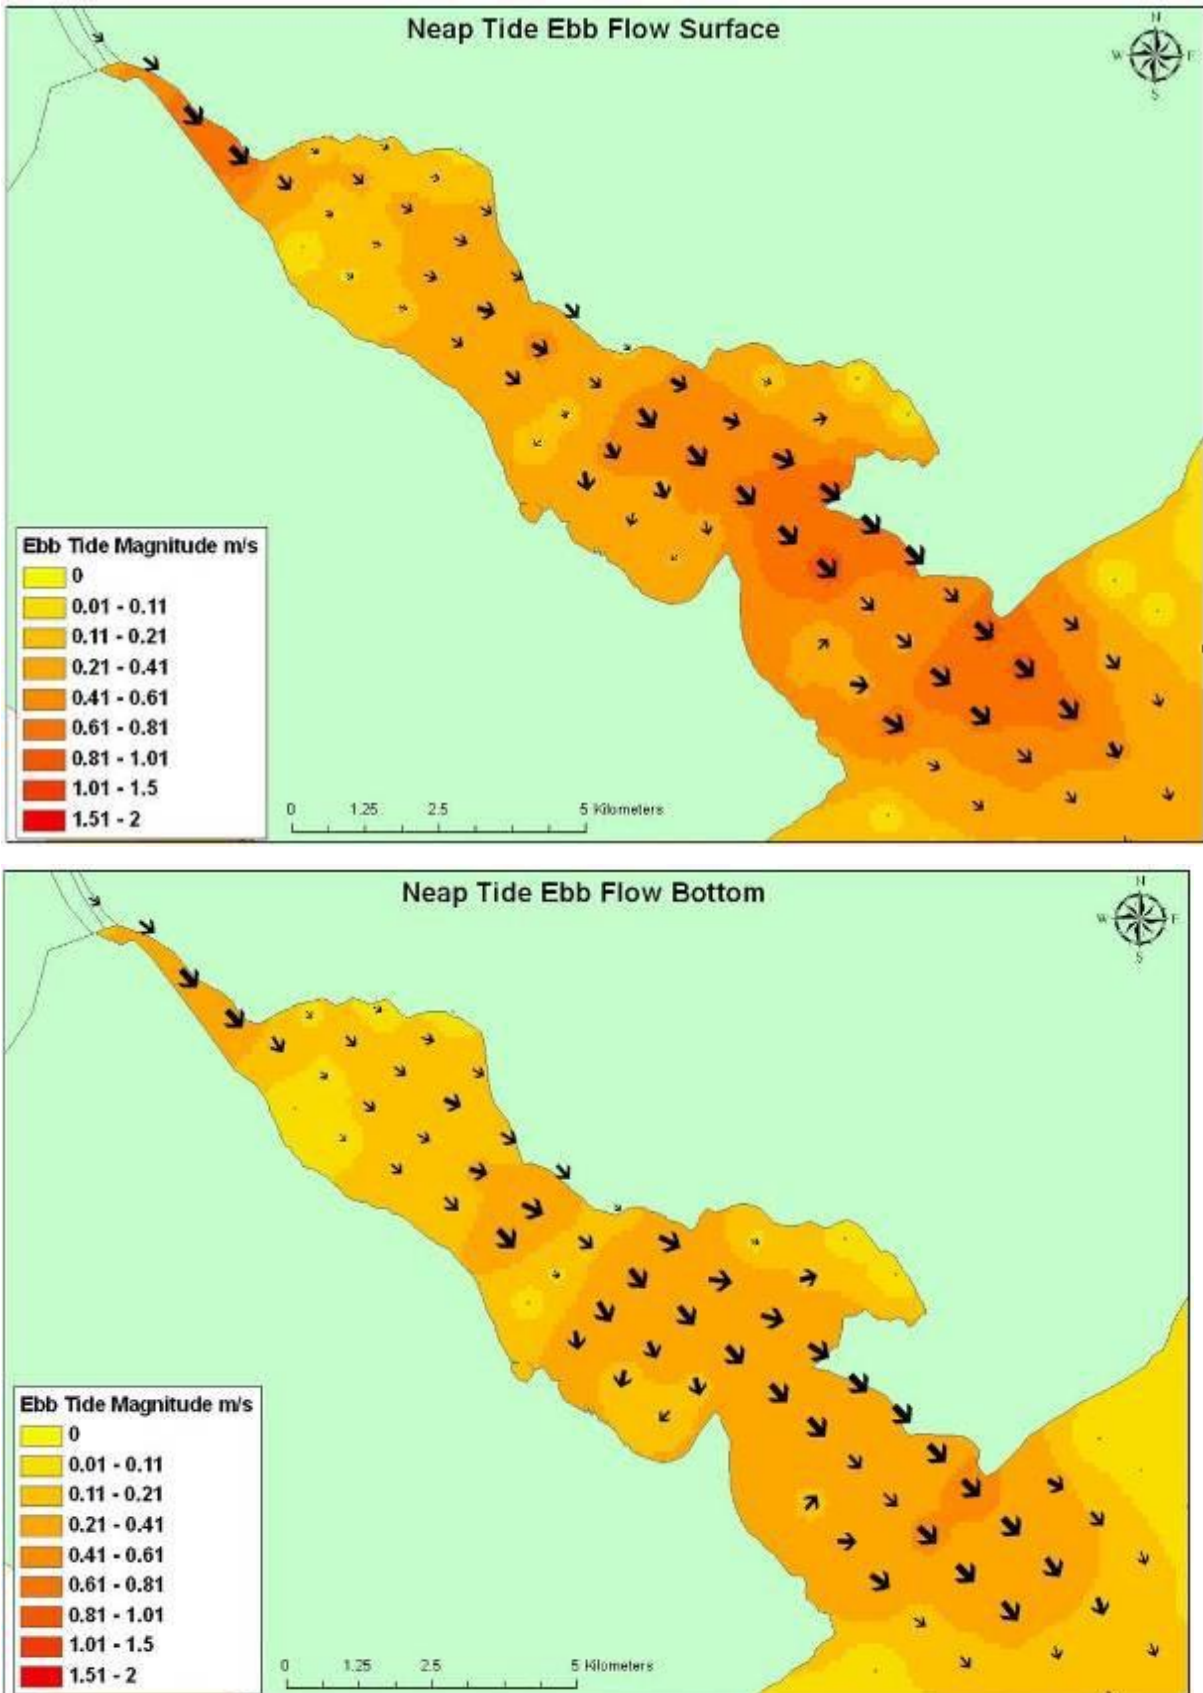 Neap Tide Ebb Flow Surface
N
W E
S
Ebb Tide Magnitude m/s
0
0.01 - 0.11
0.11 - 0.21
0.21 - 0.41
0.41 - 0.61
0.61 - 0.81
0.81 - 1.01
1.01 - 1.5
1.51 - 2
0 1.25 2.5 5 Kilometers
Neap Tide Ebb Flow Bottom
N
W E
S
Ebb Tide Magnitude m/s
0
0.01 - 0.11
0.11 - 0.21
0.21 - 0.41
0.41 - 0.61
0.61 - 0.81
0.81 - 1.01
1.01 - 1.5
1.51 - 2
0 1.25 2.5 5 Kilometers